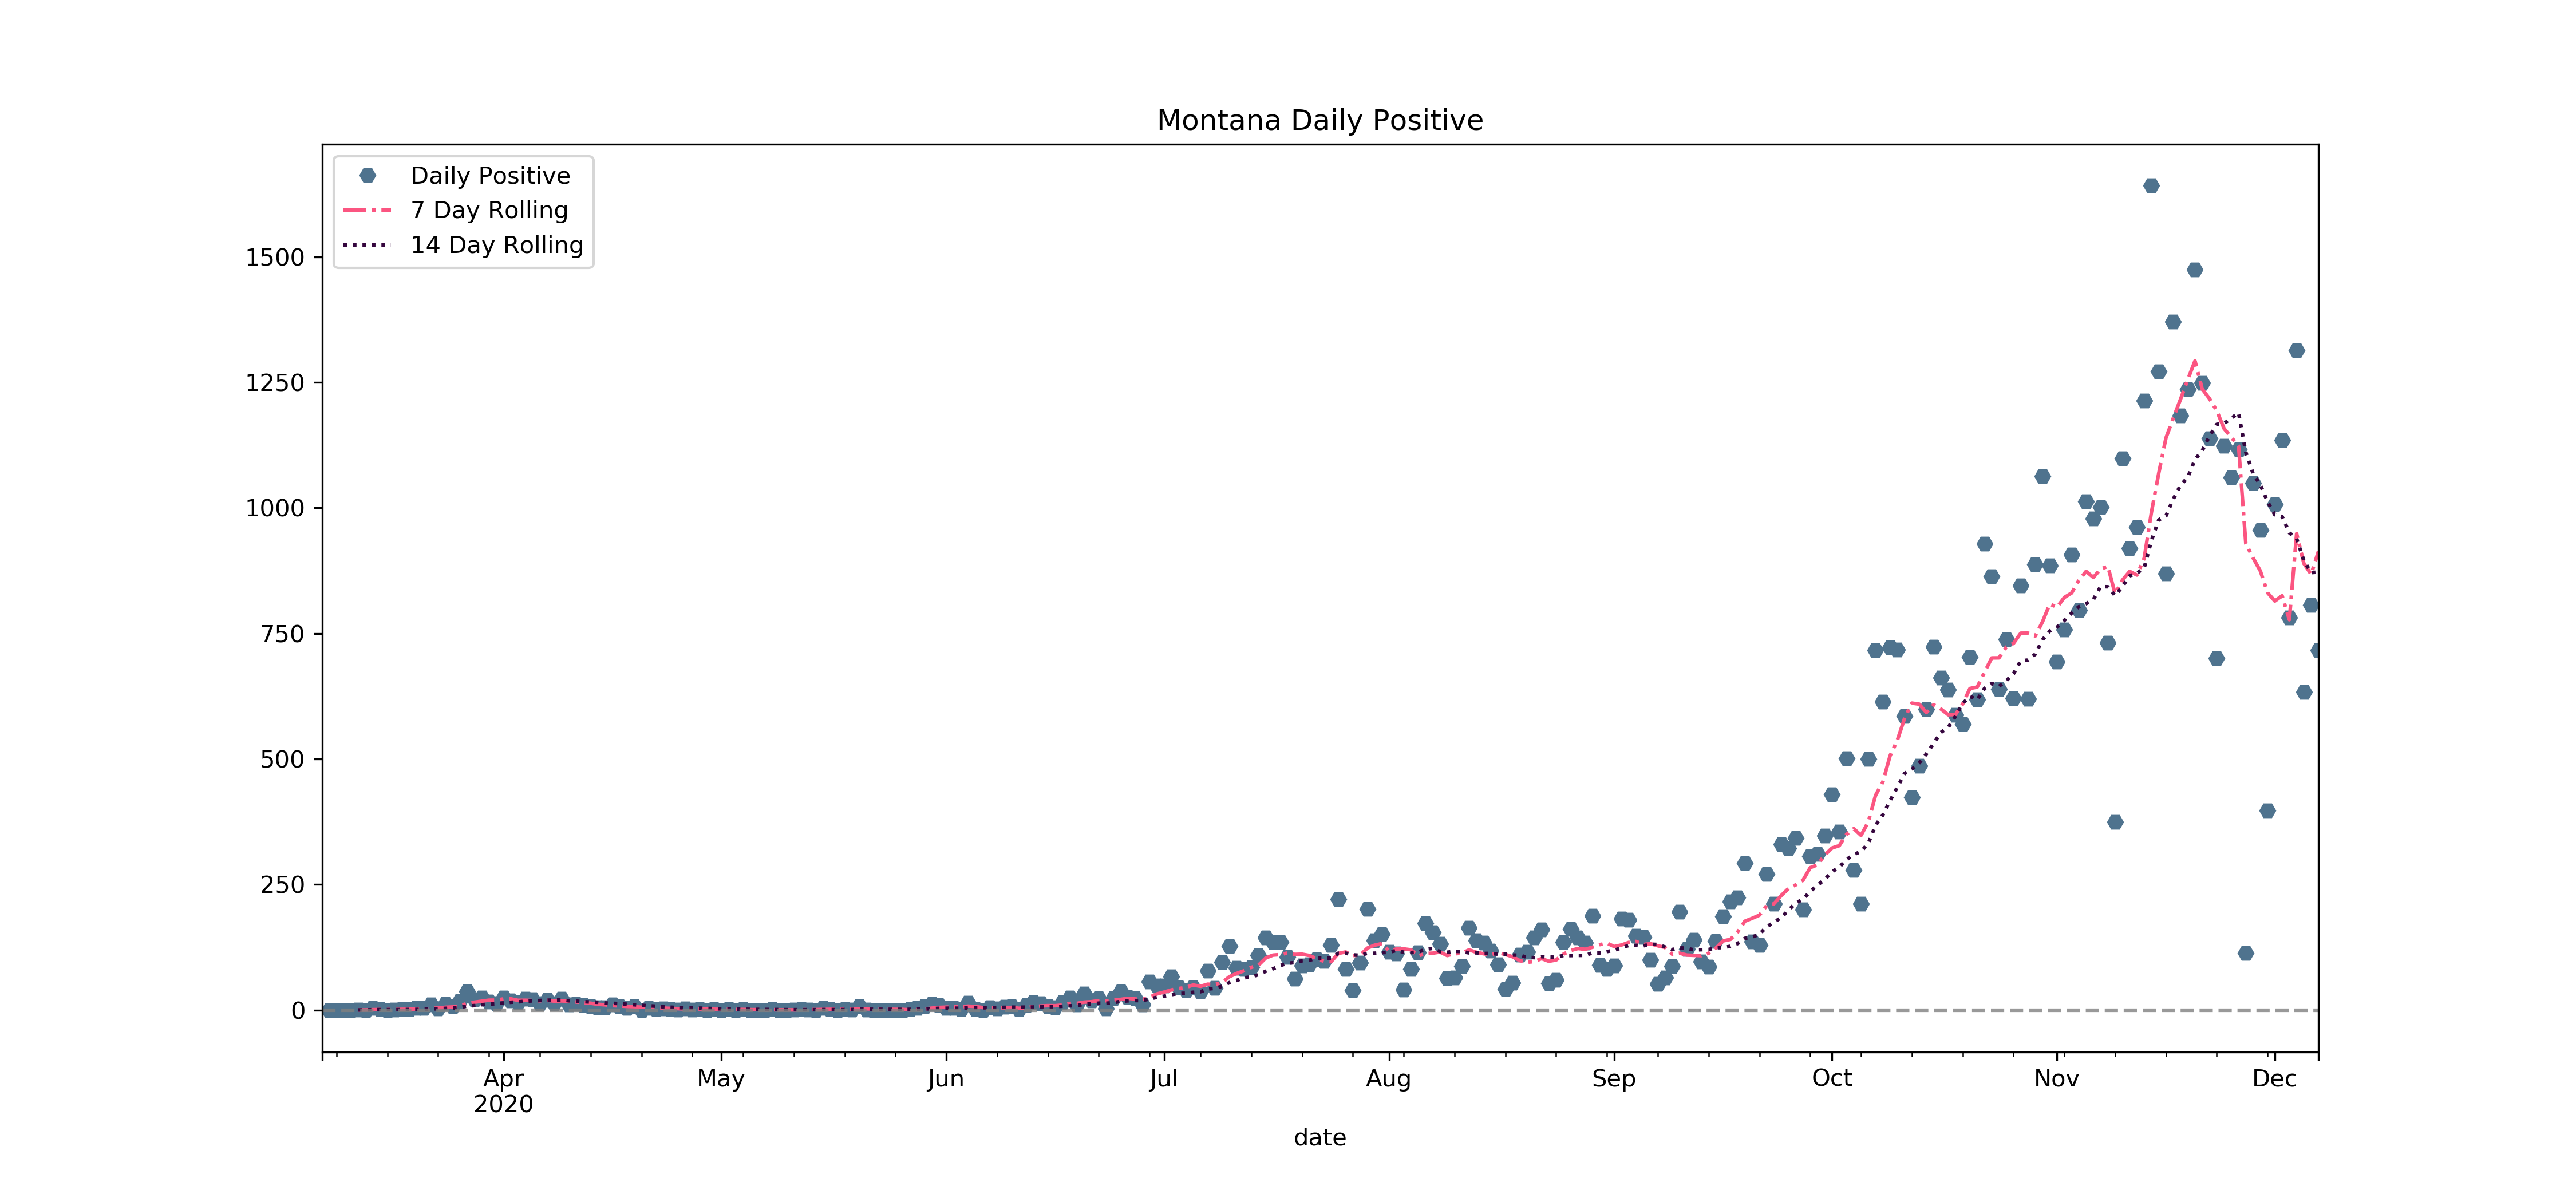 Montana Daily Positive
Daily Positive
7 Day Rolling
14 Day Rolling
1500
1250
1000
750
500
250
0
Apr May Jun Jul Aug Sep Oct Nov Dec
2020
date